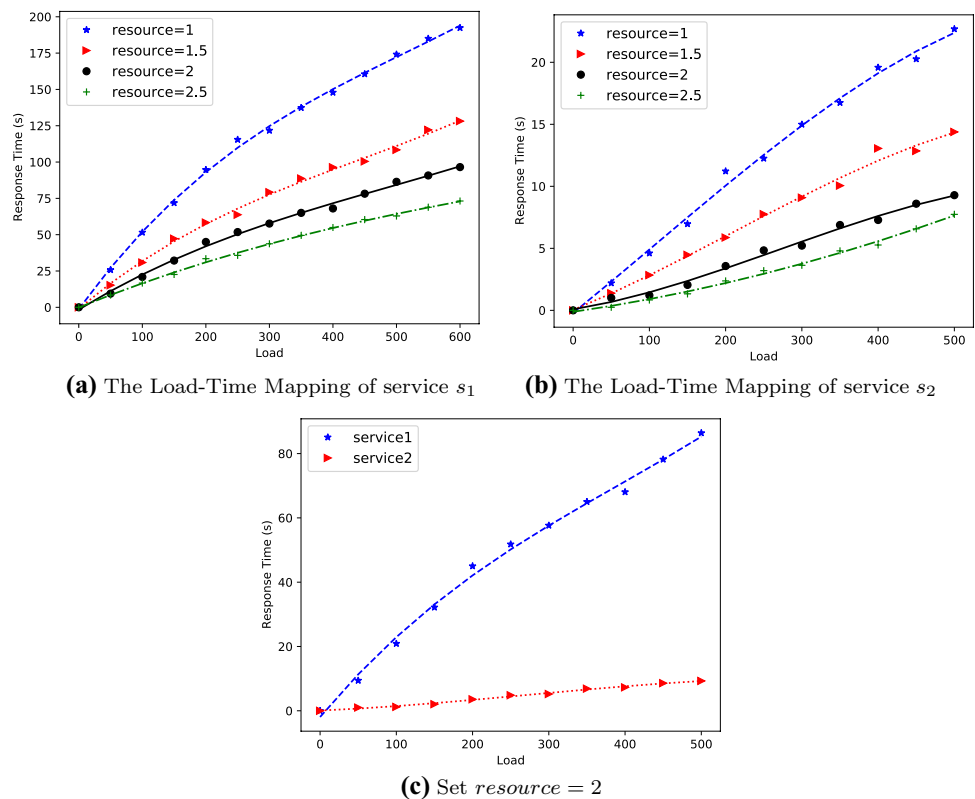 200
175
150
125
100
75
50
25
0
Response Time (s)
resource=1
resource=1.5
resource=2
resource=2.5
0 100 200 300 400 500 600
Load
(a) The Load-Time Mapping of service s₁
20
15
10
5
0
Response Time (s)
resource=1
resource=1.5
resource=2
resource=2.5
0 100 200 300 400 500
Load
(b) The Load-Time Mapping of service s₂
80
60
40
20
0
Response Time (s)
service1
service2
0 100 200 300 400 500
Load
(c) Set resource = 2